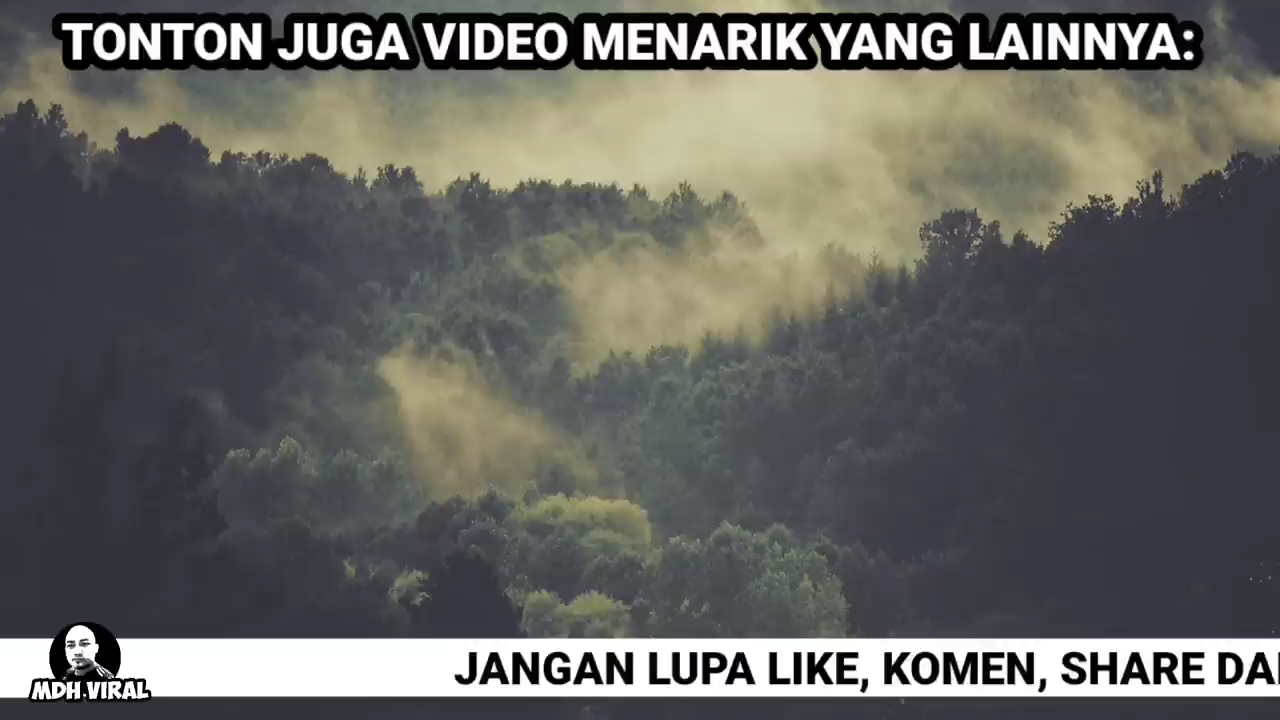 TONTON JUGA VIDEO MENARIK YANG LAINNYA:
JANGAN LUPA LIKE, KOMEN, SHARE
MDH.VIRAL